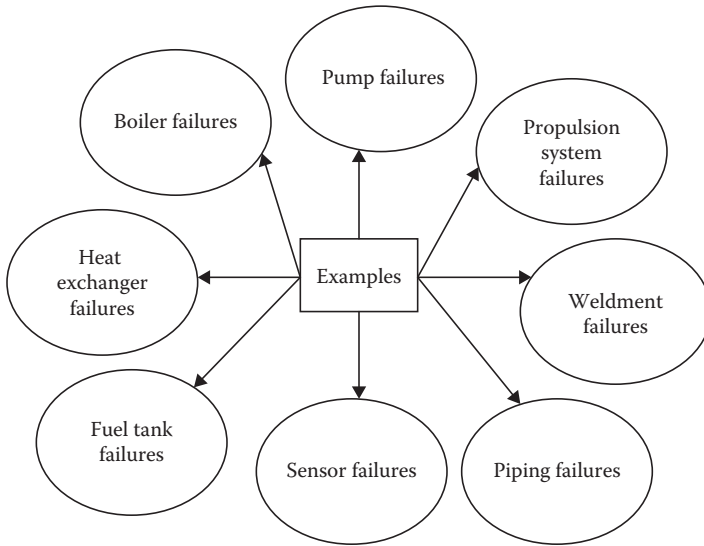 Pump failures
Boiler failures
Propulsion
system
failures
Heat
exchanger
failures
Examples
Weldment
failures
Fuel tank
failures
Sensor failures
Piping failures